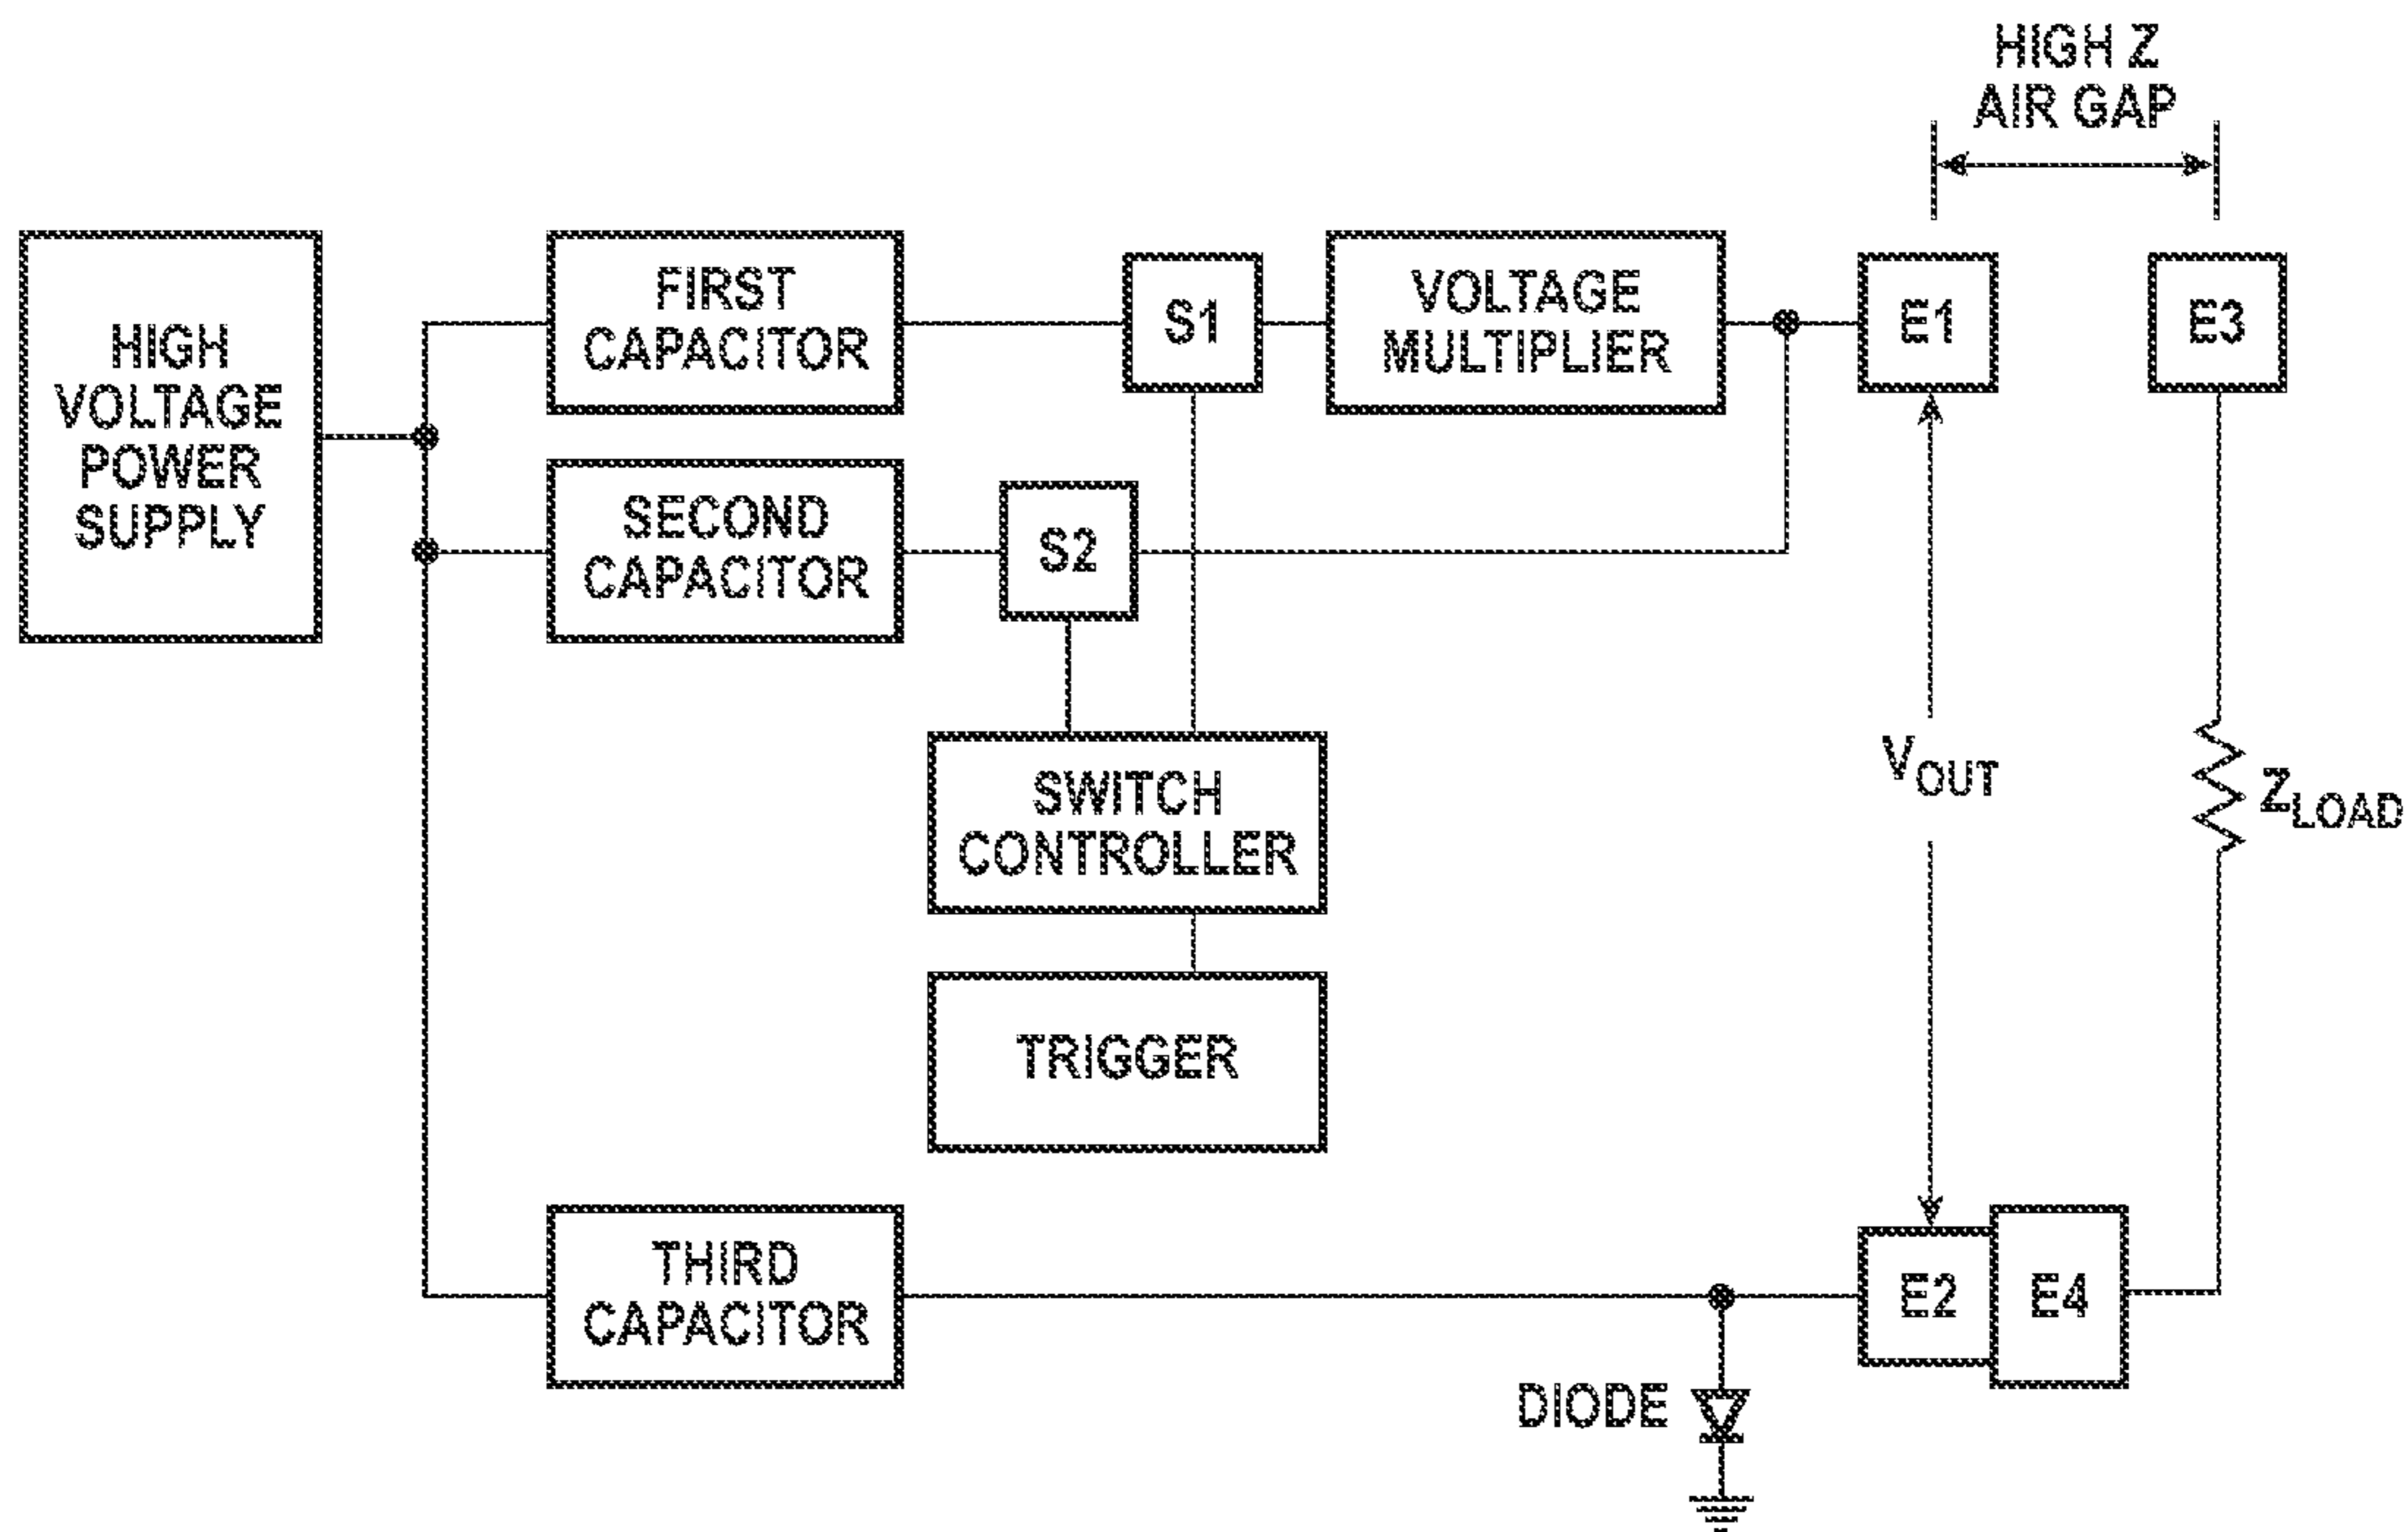 HIGH Z
AIR GAP
HIGH
VOLTAGE
POWER
SUPPLY
FIRST
CAPACITOR
S1
VOLTAGE
MULTIPLIER
E1
E3
SECOND
CAPACITOR
S2
SWITCH
CONTROLLER
VOUT
ZLOAD
TRIGGER
THIRD
CAPACITOR
E2
E4
DIODE